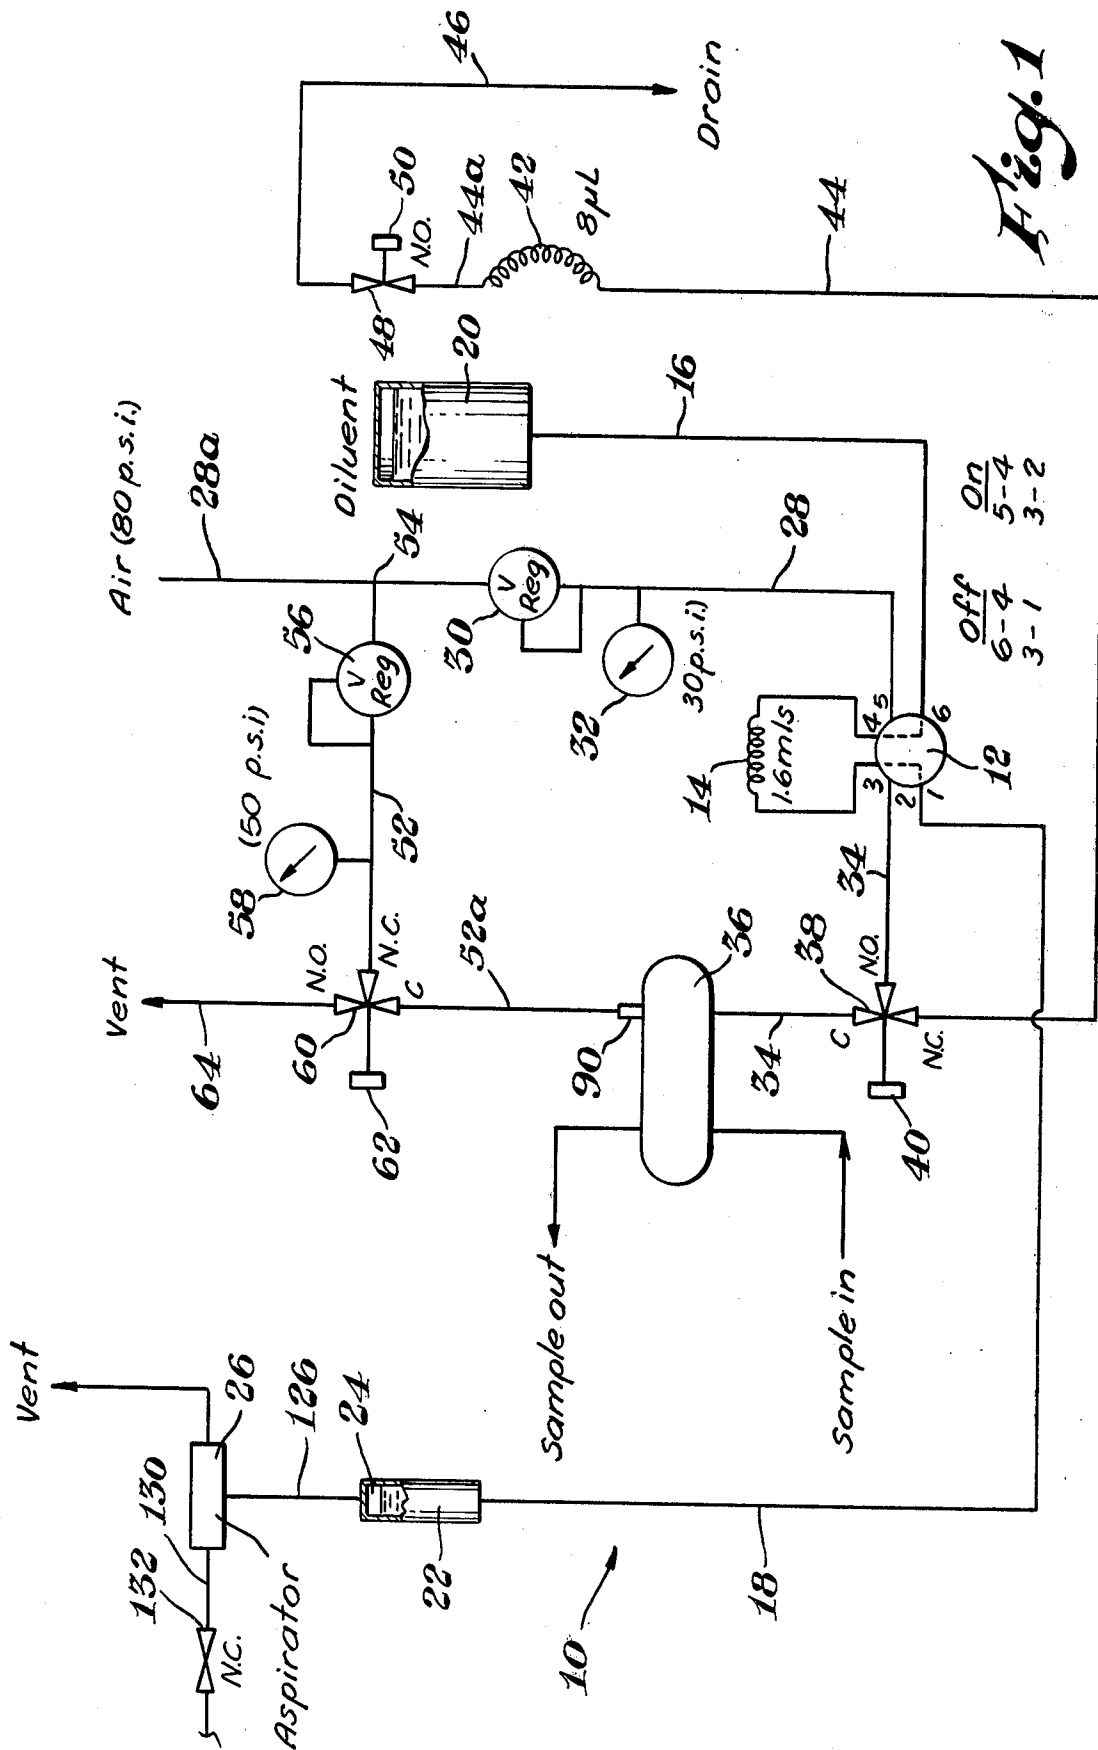 Vent
132
130
26
N.C.
Aspirator
126
24
22
10
18
Vent
64
N.O.
60
N.C.
C
62
58
(50 p.s.i)
52
52a
56
V
Reg
Air (80 p.s.i.)
28a
54
V
Reg
30
32
30 p.s.i.)
28
Diluent
20
16
Sample out
Sample in
90
36
34
C
38
N.O.
N.C.
40
34
14
1.6mls
3
4
5
2
1
6
12
Off
6-4
3-1
On
5-4
3-2
46
Drain
48
50
N.O.
44a
42
8µL
44
Fig. 1